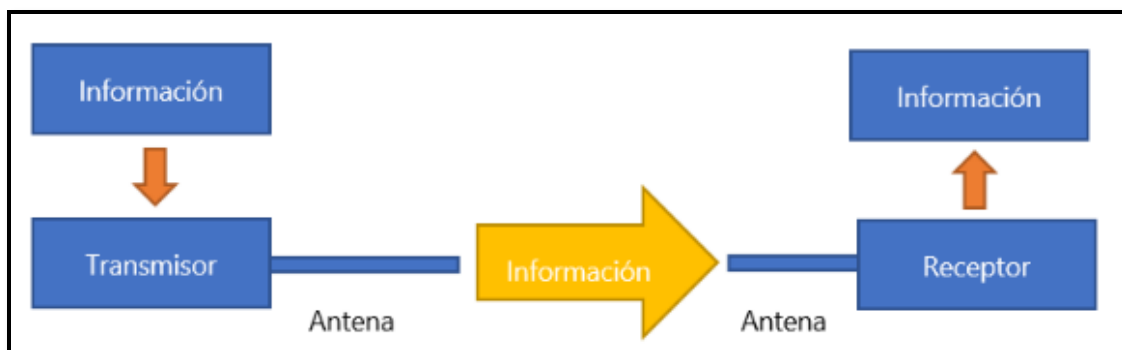 Información
Información
Transmisor
Información
Receptor
Antena
Antena